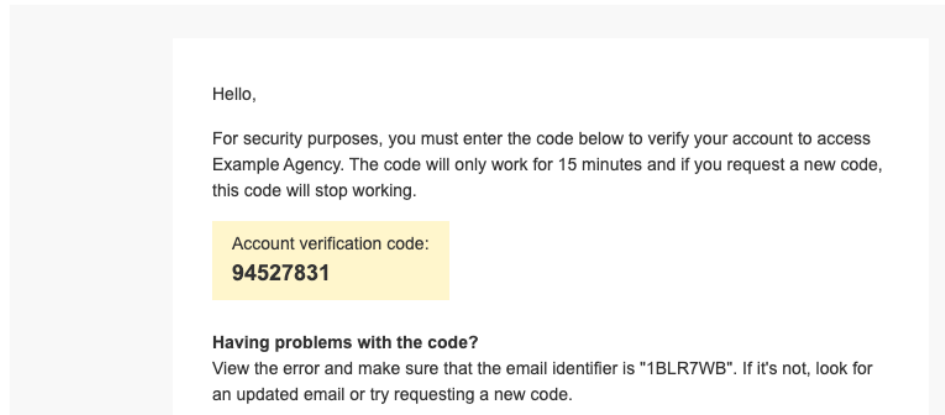 Hello,
For security purposes, you must enter the code below to verify your account to access
Example Agency. The code will only work for 15 minutes and if you request a new code,
this code will stop working.
Account verification code:
94527831
Having problems with the code?
View the error and make sure that the email identifier is "1BLR7WB". If it's not, look for
an updated email or try requesting a new code.